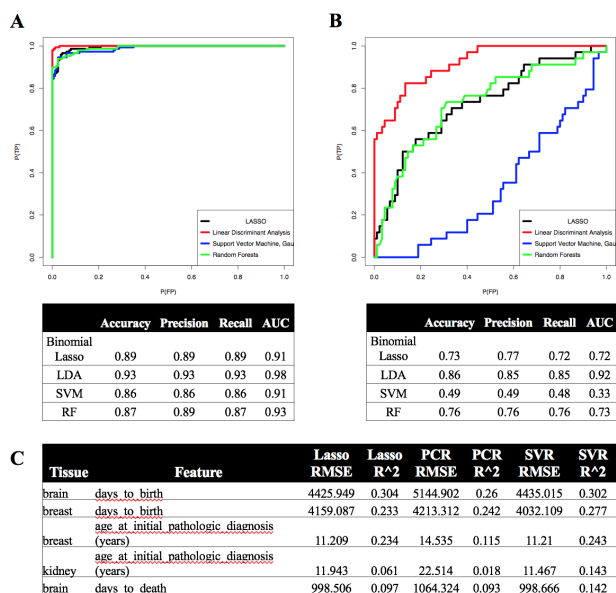 A
B
P(TP)
1.0
0.8
0.6
0.4
0.2
0.0
LASSO
Linear Discriminant Analysis
Support Vector Machine, Gau
Random Forests
0.0 0.2 0.4 0.6 0.8 1.0
P(FP)
P(TP)
1.0
0.8
0.6
0.4
0.2
0.0
LASSO
Linear Discriminant Analysis
Support Vector Machine, Gau
Random Forests
0.0 0.2 0.4 0.6 0.8 1.0
P(FP)
Accuracy Precision Recall AUC
Binomial
Lasso 0.89 0.89 0.89 0.91
LDA 0.93 0.93 0.93 0.98
SVM 0.86 0.86 0.86 0.91
RF 0.87 0.89 0.87 0.93
Accuracy Precision Recall AUC
Binomial
Lasso 0.73 0.77 0.72 0.72
LDA 0.86 0.85 0.85 0.92
SVM 0.49 0.49 0.48 0.33
RF 0.76 0.76 0.76 0.73
C
Lasso Lasso PCR PCR SVR SVR
Tissue Feature RMSE R^2 RMSE R^2 RMSE R^2
brain days to birth 4425.949 0.304 5144.902 0.26 4435.015 0.302
breast days to birth 4159.087 0.233 4213.312 0.242 4032.109 0.277
age at initial pathologic diagnosis
breast (years) 11.209 0.234 14.535 0.115 11.21 0.243
age at initial pathologic diagnosis
kidney (years) 11.943 0.061 22.514 0.018 11.467 0.143
brain days to death 998.506 0.097 1064.324 0.093 998.666 0.142